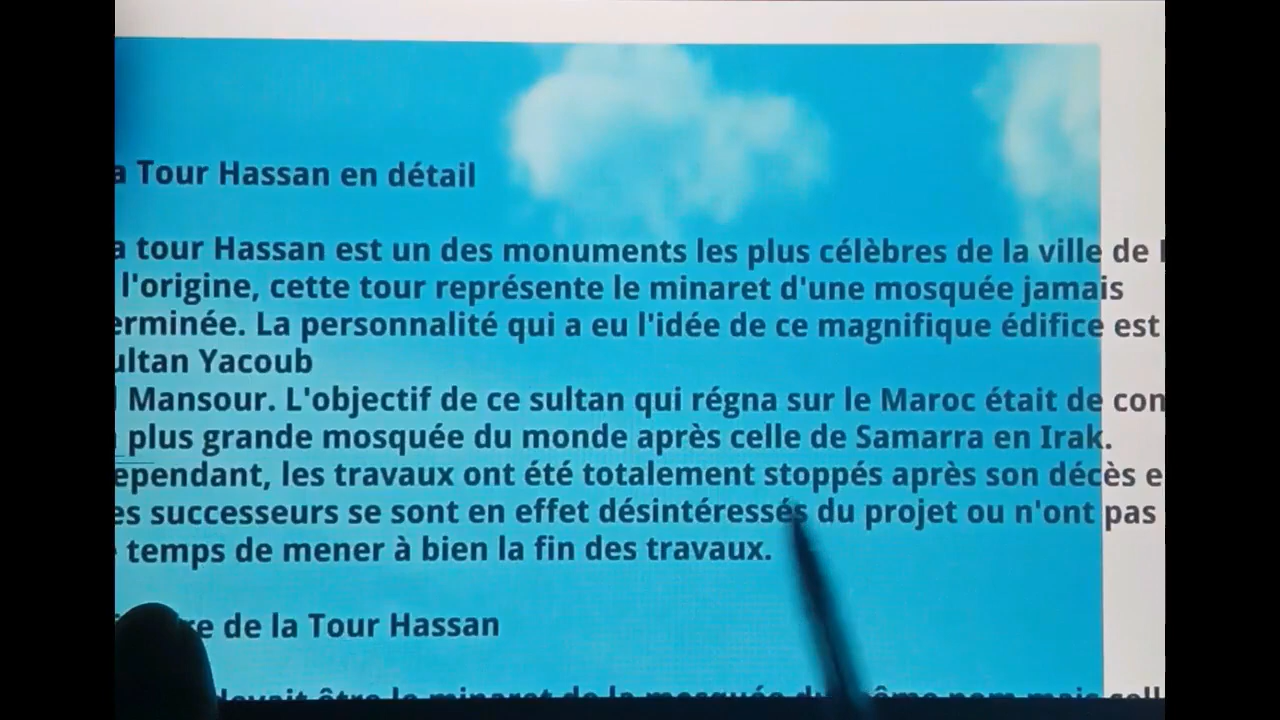 Tour Hassan en détail
tour Hassan est un des monuments les plus célèbres de la ville de
l'origine, cette tour représente le minaret d'une mosquée jamais
erminée. La personnalité qui a eu l'idée de ce magnifique édifice est
ultan Yacoub
Mansour. L'objectif de ce sultan qui régna sur le Maroc était de con
plus grande mosquée du monde après celle de Samarra en Irak.
ependant, les travaux ont été totalement stoppés après son décès e
es successeurs se sont en effet désintéressés du projet ou n'ont pas
temps de mener à bien la fin des travaux.
re de la Tour Hassan